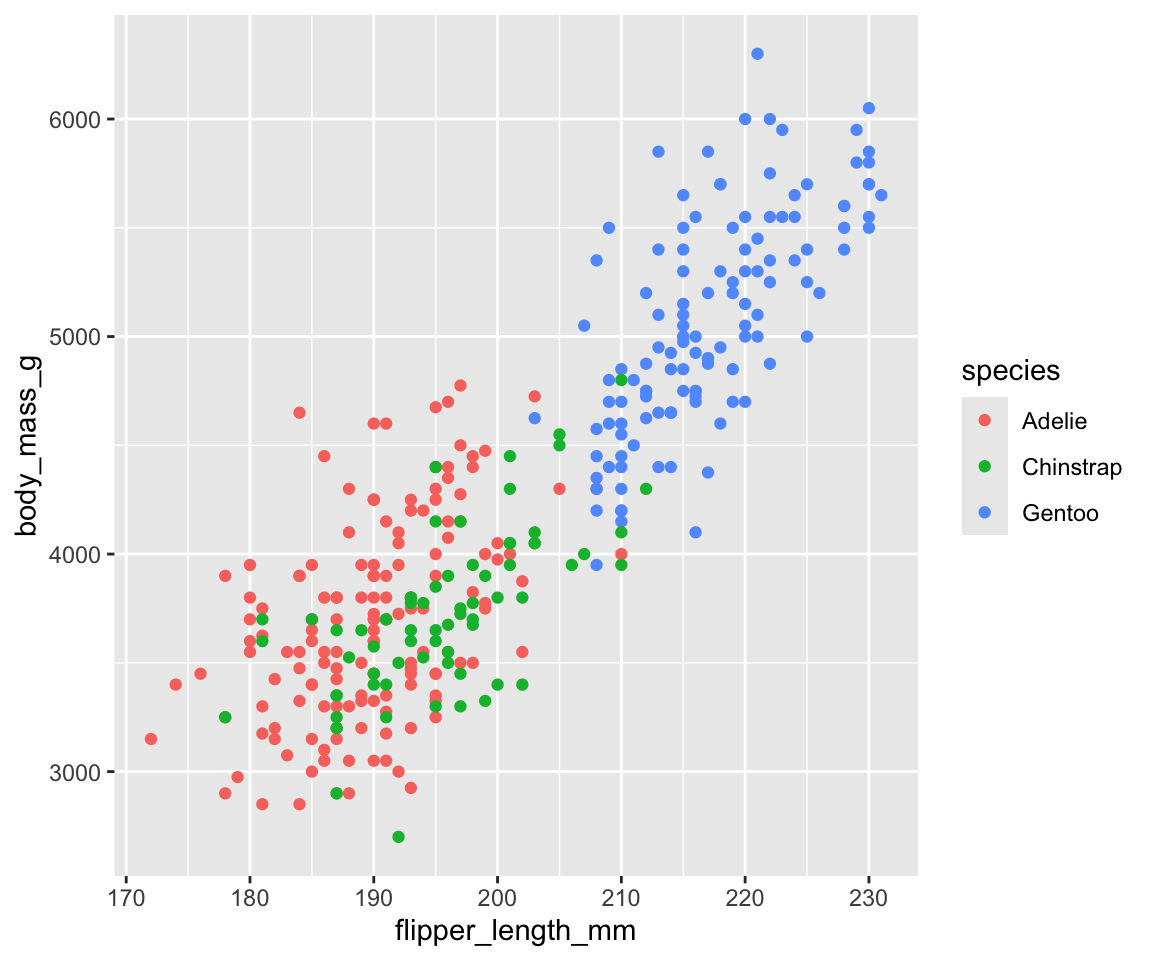 6000
5000
4000
3000
body_mass_g
170 180 190 200 210 220 230
flipper_length_mm
species
Adelie
Chinstrap
Gentoo